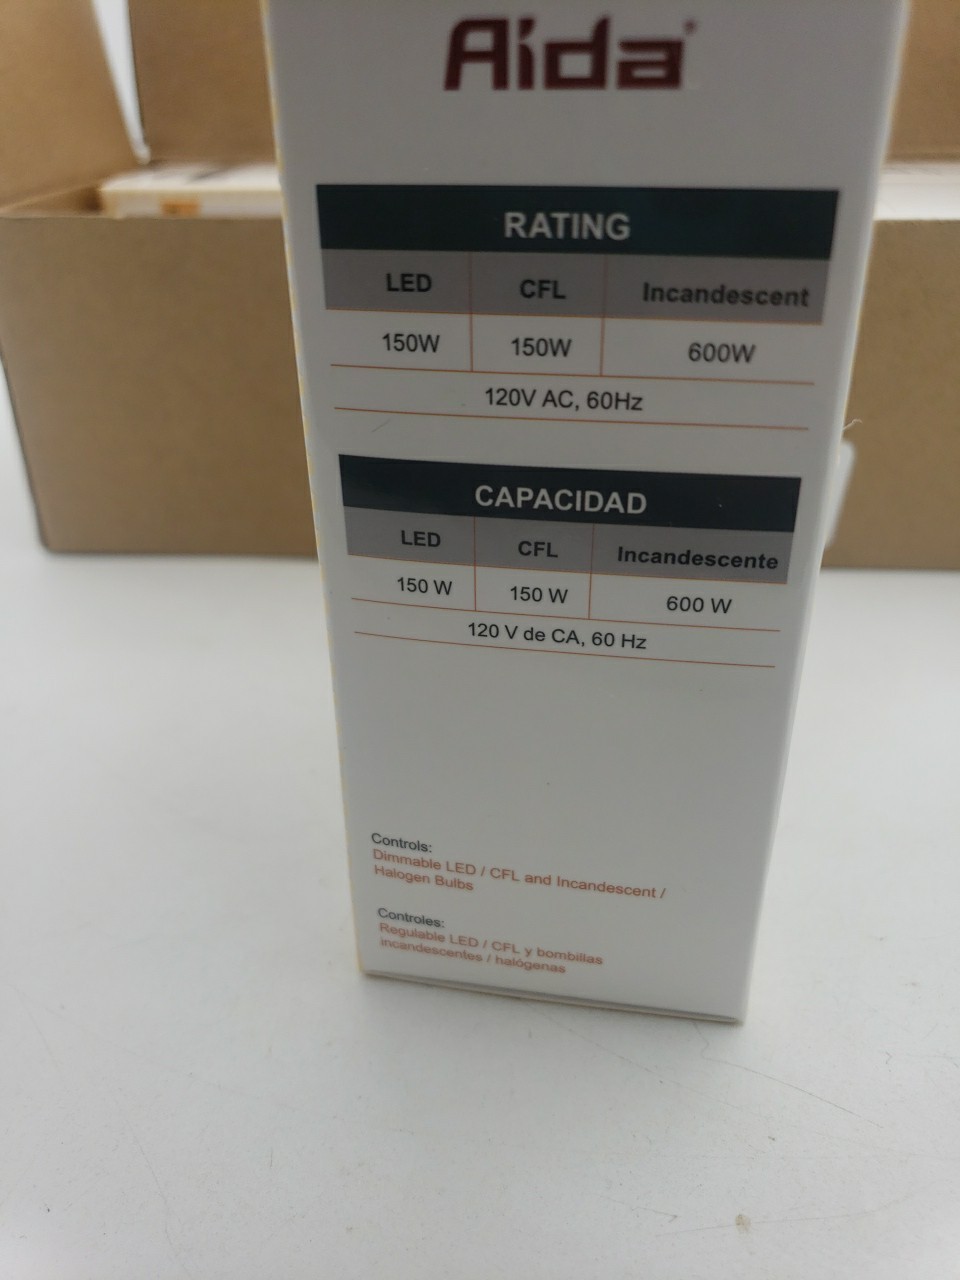 Aida
RATING
LED CFL Incandescent
150W 150W 600W
120V AC, 60Hz
CAPACIDAD
LED CFL Incandescente
150 W 150 W 600 W
120 V de CA, 60 Hz
Controls:
Dimmable LED / CFL and Incandescent /
Halogen Bulbs
Controles:
Regulable LED / CFL y bombillas
incandescentes / halógenas